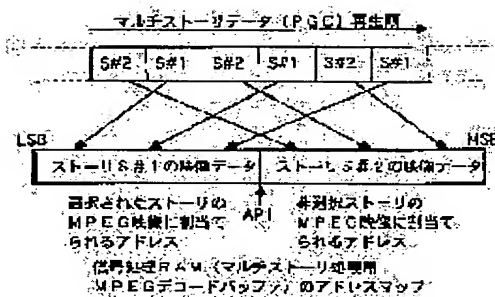 マルチストーリデータ(PGC)再生順
S#2 S#1 S#2 S#1 S#2 S#1
LSB MSB
ストーリS#1の映像データ ストーリS#2の映像データ
選択されたストーリの
MPEG映像に割当て
られるアドレス
AP1
非選択ストーリの
MPEG映像に割当て
られるアドレス
信号処理RAM(マルチストーリ処理用
MPEGデコードバッファ)のアドレスマップ